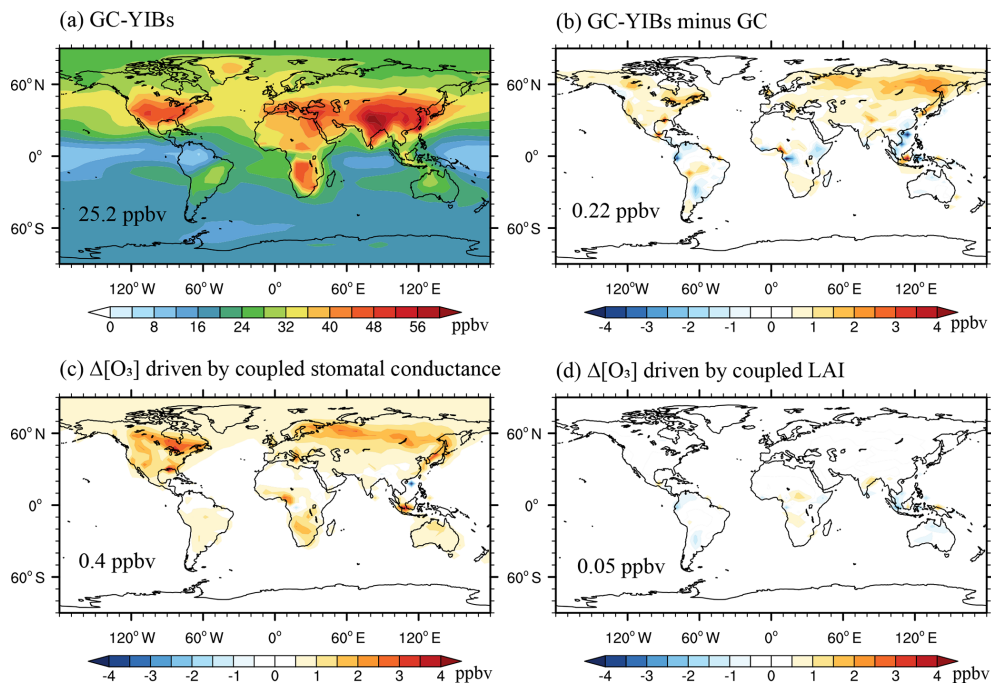 (a) GC-YIBs
(b) GC-YIBs minus GC
60° N
0°
60° S
25.2 ppbv
120° W
60° W
0°
60° E
120° E
60° N
0°
60° S
0.22 ppbv
120° W
60° W
0°
60° E
120° E
0 8 16 24 32 40 48 56 ppbv
-4 -3 -2 -1 0 1 2 3 4 ppbv
(c) Δ[O₃] driven by coupled stomatal conductance
(d) Δ[O₃] driven by coupled LAI
60° N
0°
60° S
0.4 ppbv
120° W
60° W
0°
60° E
120° E
60° N
0°
60° S
0.05 ppbv
120° W
60° W
0°
60° E
120° E
-4 -3 -2 -1 0 1 2 3 4 ppbv
-4 -3 -2 -1 0 1 2 3 4 ppbv